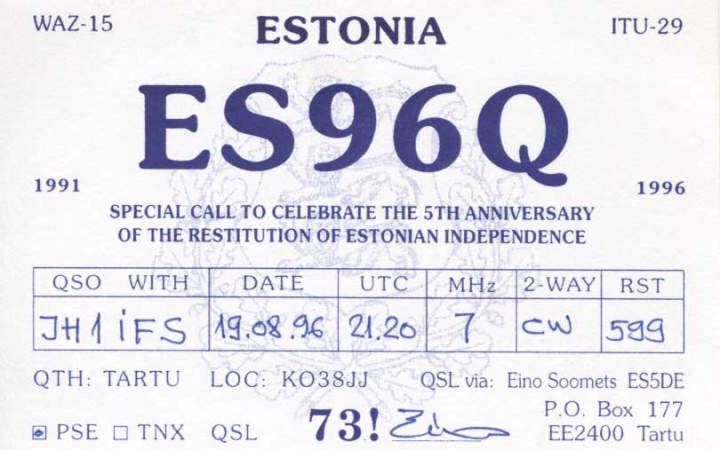 WAZ-15 ESTONIA ITU-29
ES96Q
1991 1996
SPECIAL CALL TO CELEBRATE THE 5TH ANNIVERSARY
OF THE RESTITUTION OF ESTONIAN INDEPENDENCE
QSO WITH DATE UTC MHz 2-WAY RST
JH1IFS 19.08.96 21.20 7 CW 599
QTH: TARTU LOC: KO38JJ QSL via: Eino Soomets ES5DE
P.O. Box 177
PSE TNX QSL 73! EE2400 Tartu